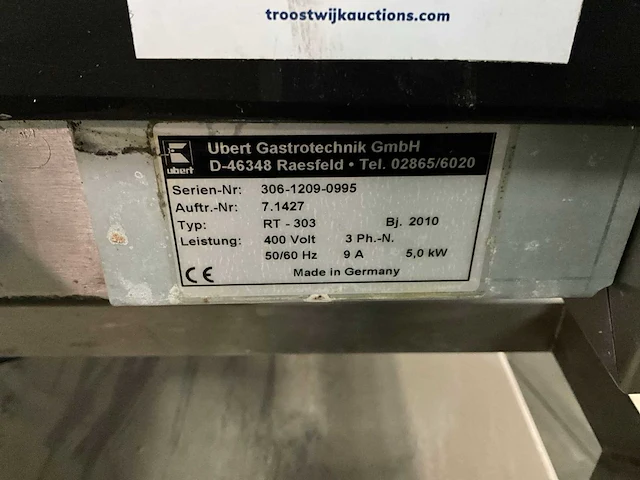 troostwijkauctions.com
ubert
Ubert Gastrotechnik GmbH
D-46348 Raesfeld • Tel. 02865/6020
Serien-Nr: 306-1209-0995
Auftr.-Nr: 7.1427
Typ: RT - 303 Bj. 2010
Leistung: 400 Volt 3 Ph.-N.
50/60 Hz 9 A 5,0 kW
CE Made in Germany